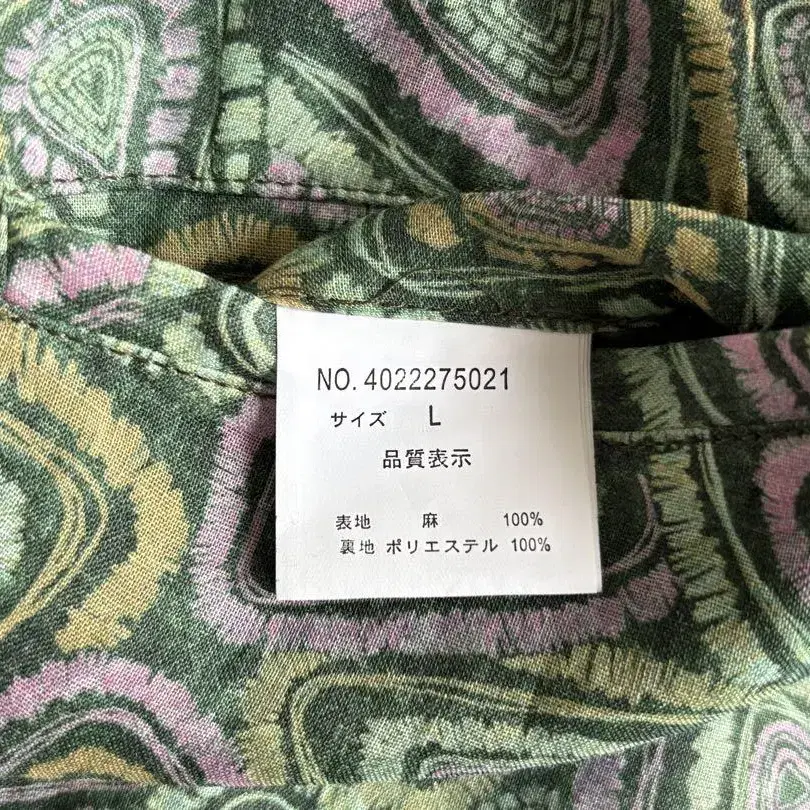 NO. 4022275021
サイズ L
品質表示
表地 麻 100%
裏地 ポリエステル 100%